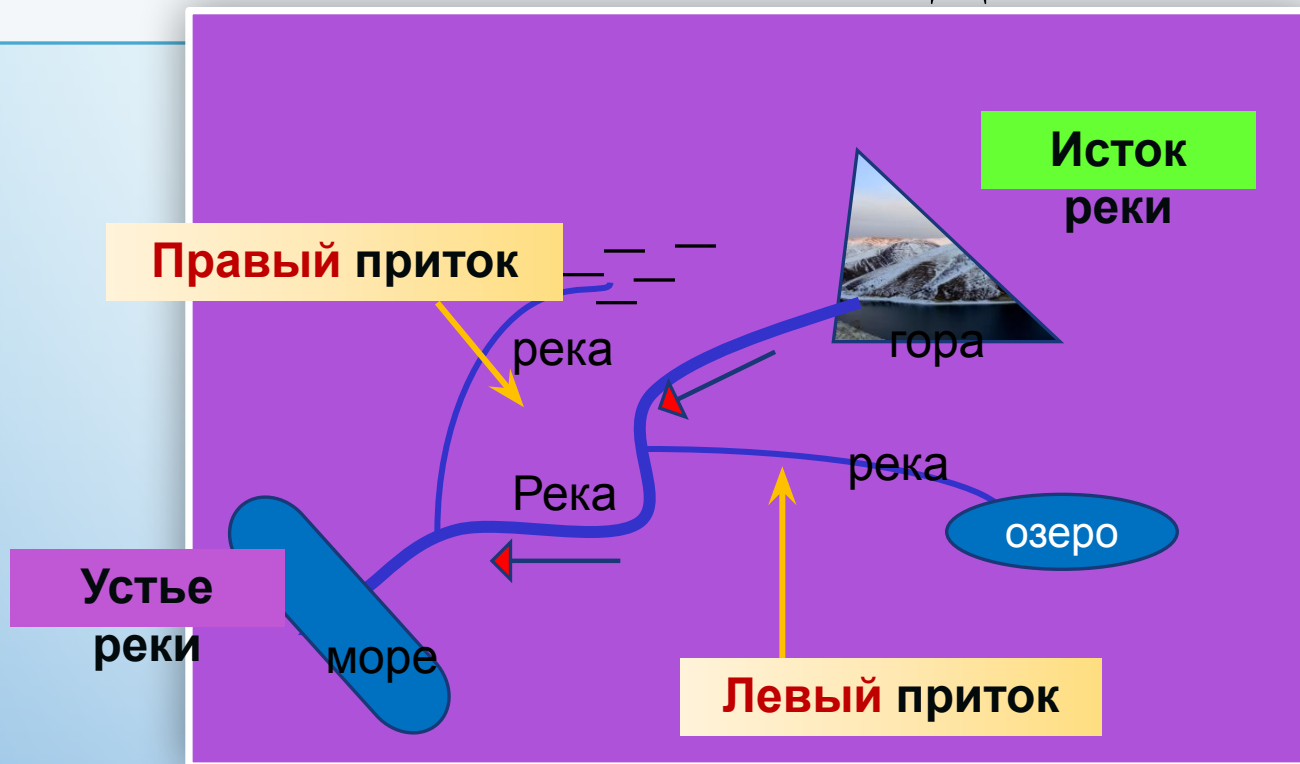 Исток
реки
Правый приток
река
гора
река
Река
озеро
Устье
реки
море
Левый приток